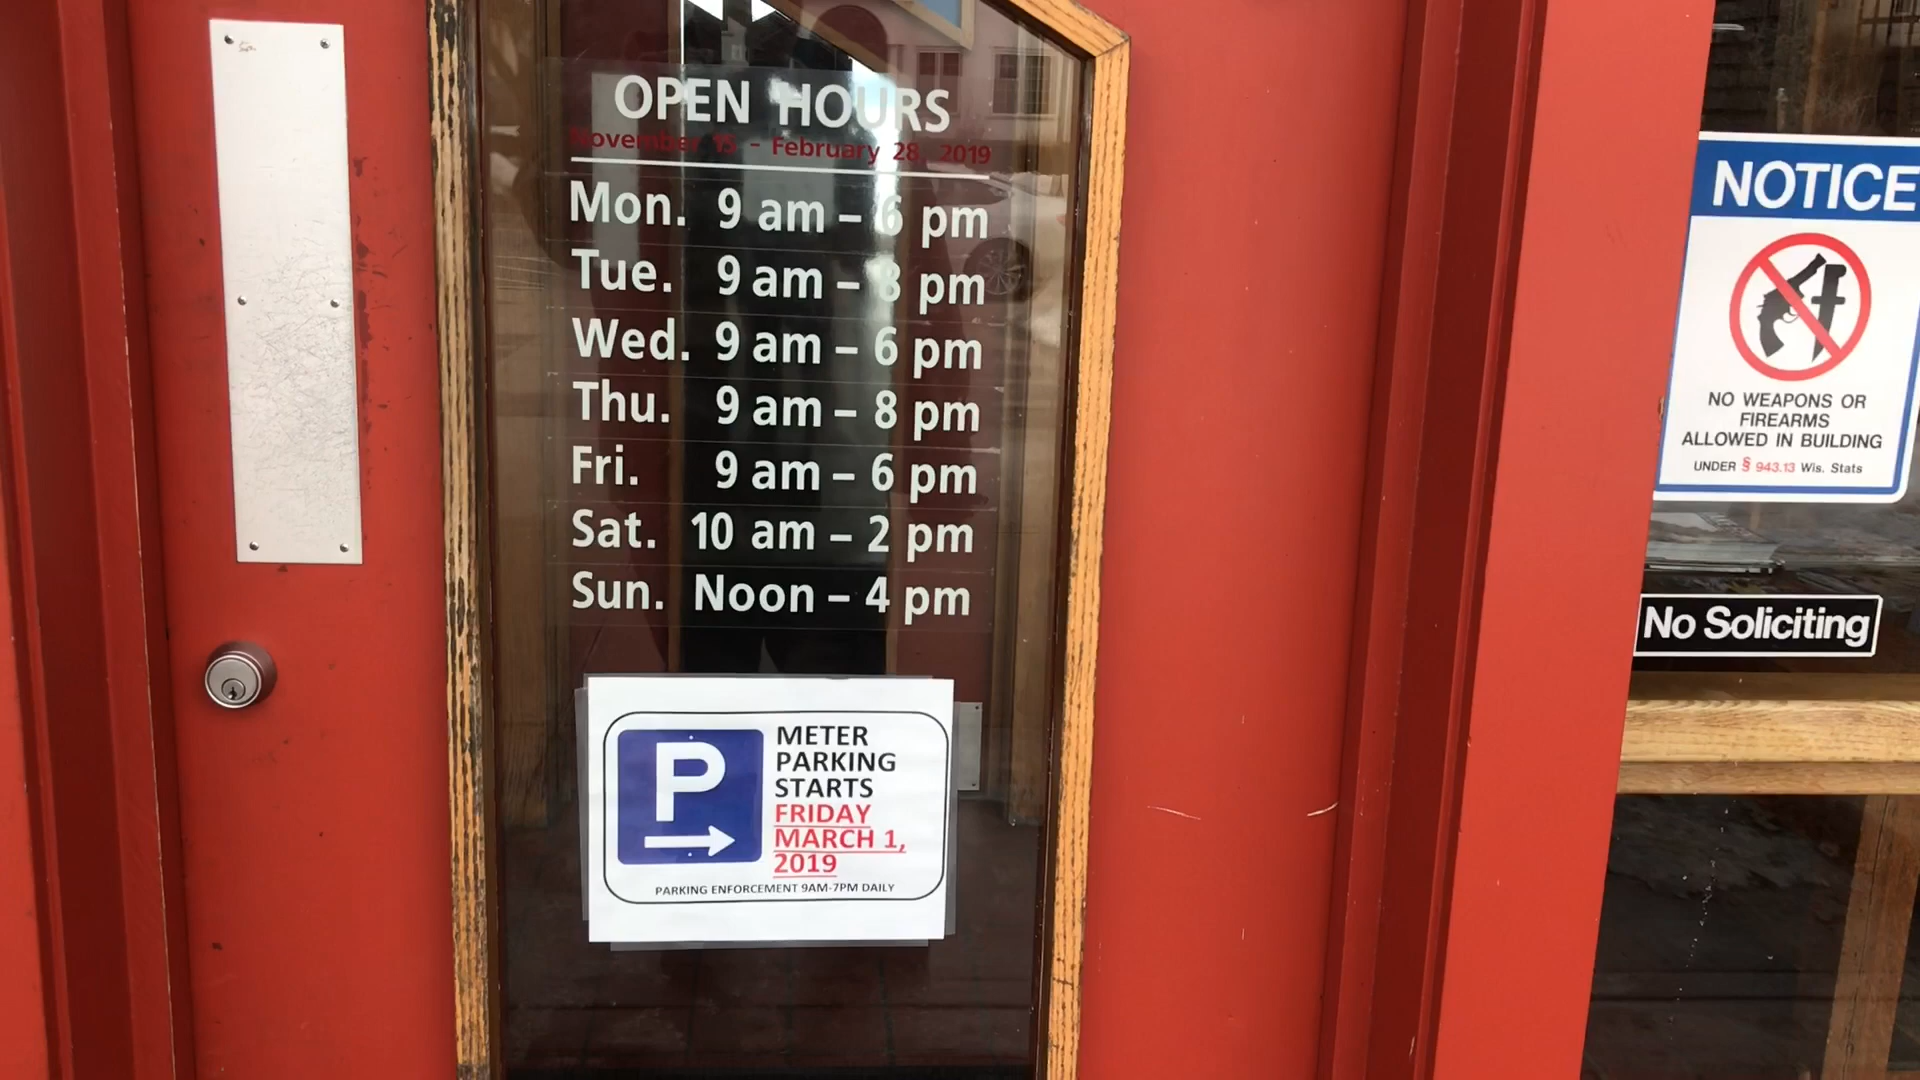 OPEN HOURS
November 15 - February 28, 2019
Mon. 9 am – 6 pm
Tue. 9 am – 8 pm
Wed. 9 am – 6 pm
Thu. 9 am – 8 pm
Fri. 9 am – 6 pm
Sat. 10 am – 2 pm
Sun. Noon – 4 pm
P
METER
PARKING
STARTS
FRIDAY
MARCH 1,
2019
PARKING ENFORCEMENT 9AM-7PM DAILY
NOTICE
NO WEAPONS OR
FIREARMS
ALLOWED IN BUILDING
UNDER § 943.13 Wis. Stats
No Soliciting